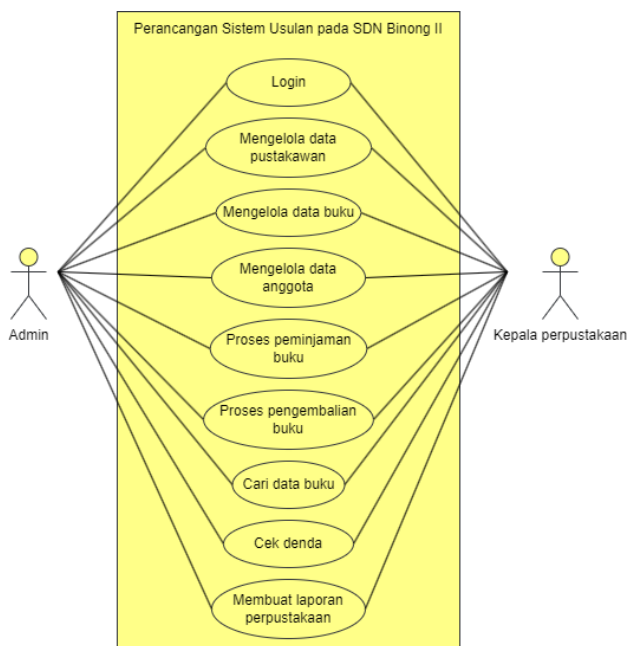 Perancangan Sistem Usulan pada SDN Binong II
Login
Mengelola data
pustakawan
Mengelola data buku
Mengelola data
anggota
Admin
Kepala perpustakaan
Proses peminjaman
buku
Proses pengembalian
buku
Cari data buku
Cek denda
Membuat laporan
perpustakaan